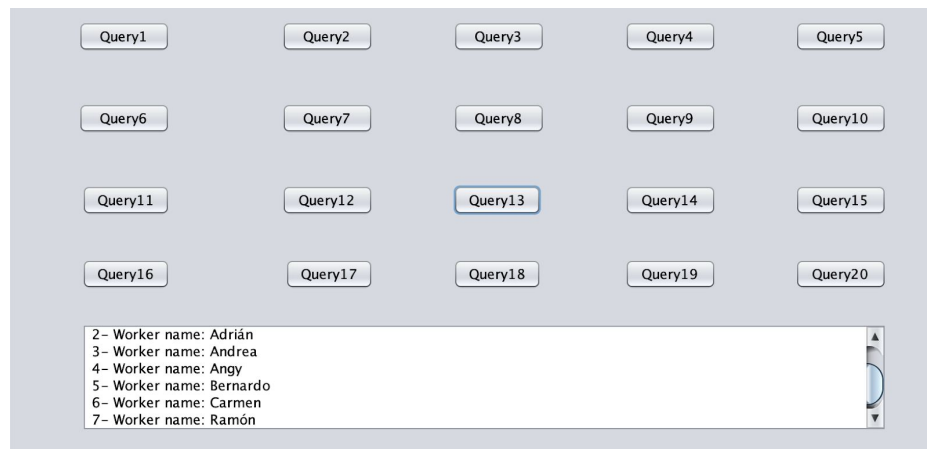 Query1 Query2 Query3 Query4 Query5
Query6 Query7 Query8 Query9 Query10
Query11 Query12 Query13 Query14 Query15
Query16 Query17 Query18 Query19 Query20
2- Worker name: Adrián
3- Worker name: Andrea
4- Worker name: Angy
5- Worker name: Bernardo
6- Worker name: Carmen
7- Worker name: Ramón